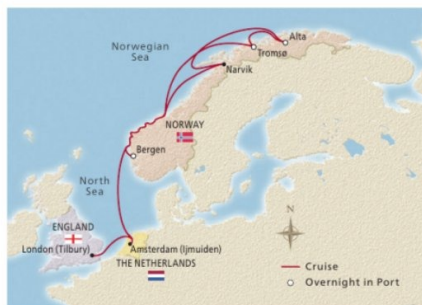 Alta
Tromsø
Norwegian
Sea
Narvik
NORWAY
Bergen
North
Sea
N
ENGLAND
London (Tilbury)
Amsterdam (Ijmuiden)
THE NETHERLANDS
Cruise
Overnight in Port